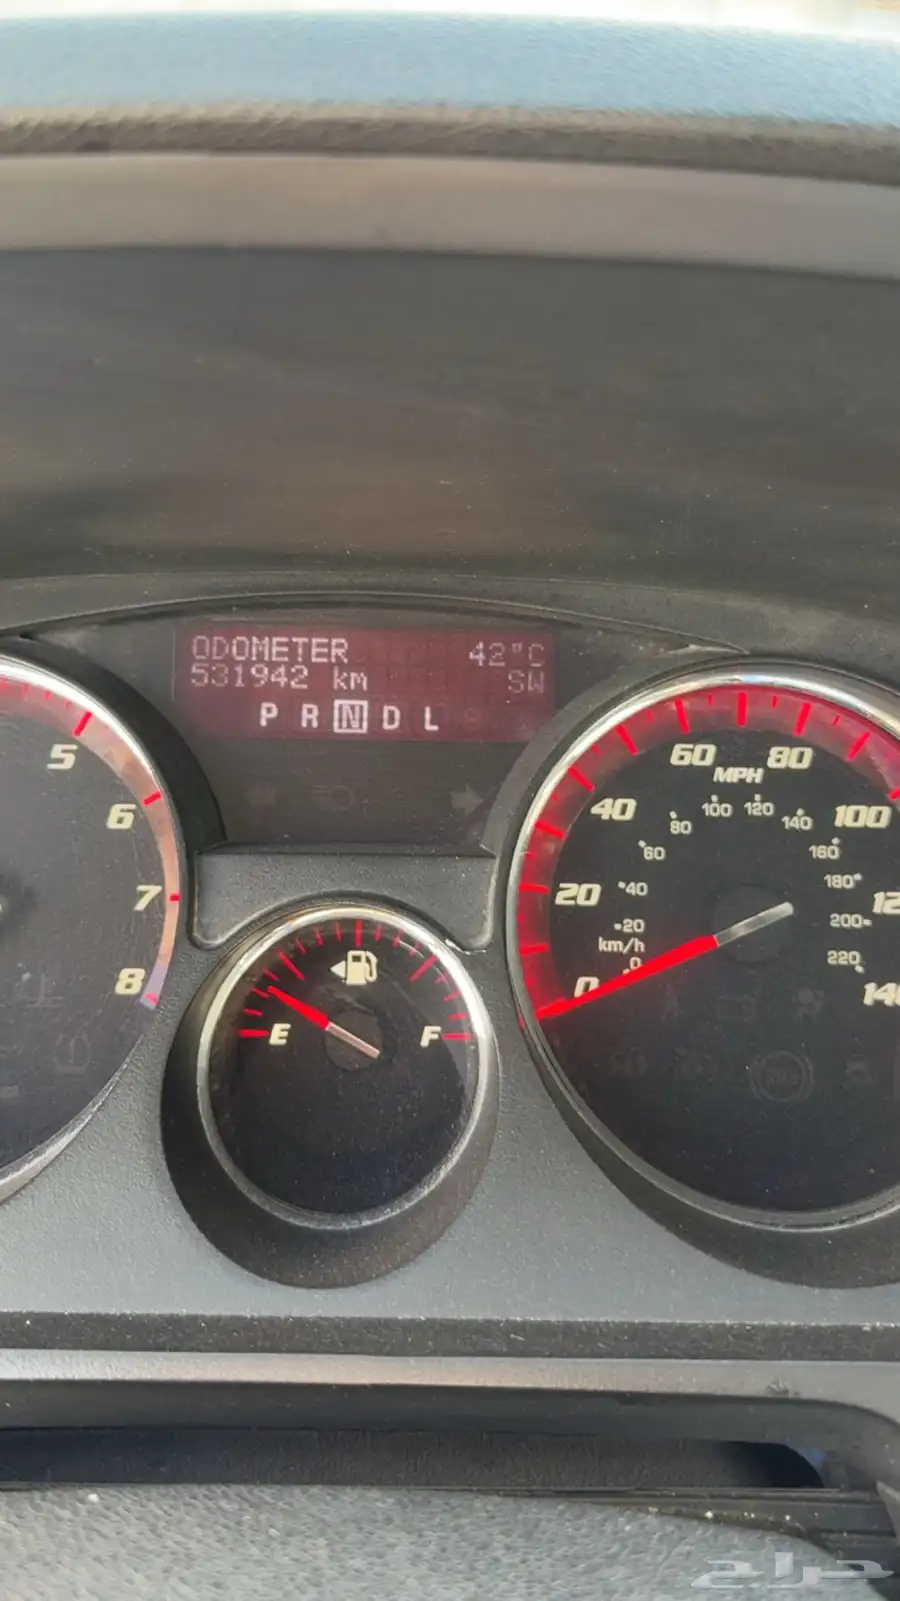 ODOMETER 42°C
531942 km SW
P R N D L
5
6
7
8
E F
60 80
MPH
40 100
20
0
100 120
80 140
60 160
40 180
20 200
km/h
0 220
حراج